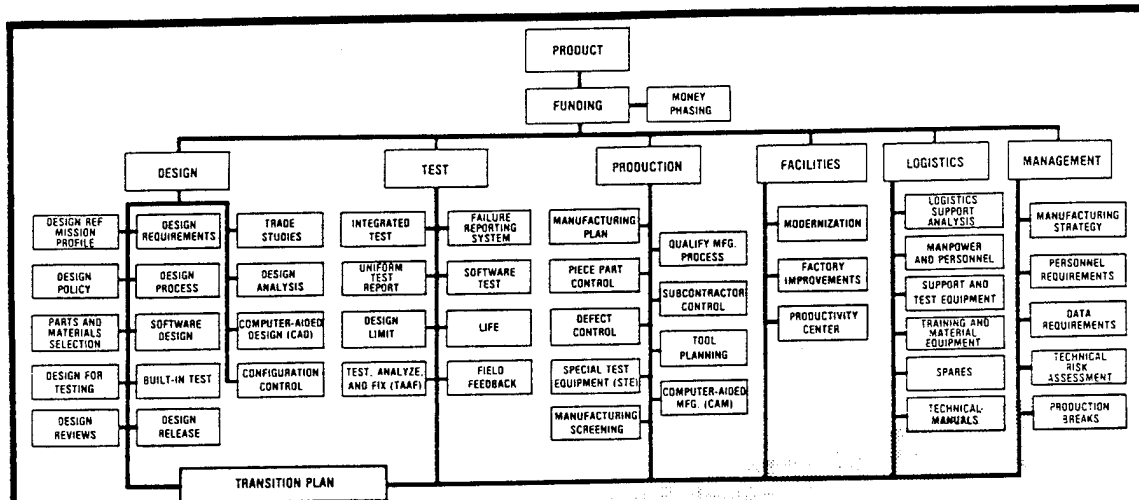 PRODUCT
FUNDING
MONEY
PHASING
DESIGN
TEST
PRODUCTION
FACILITIES
LOGISTICS
MANAGEMENT
DESIGN REF
MISSION
PROFILE
DESIGN
POLICY
PARTS AND
MATERIALS
SELECTION
DESIGN FOR
TESTING
DESIGN
REVIEWS
DESIGN
REQUIREMENTS
DESIGN
PROCESS
SOFTWARE
DESIGN
BUILT-IN TEST
DESIGN
RELEASE
TRADE
STUDIES
DESIGN
ANALYSIS
COMPUTER-AIDED
DESIGN (CAD)
CONFIGURATION
CONTROL
INTEGRATED
TEST
UNIFORM
TEST
REPORT
DESIGN
LIMIT
TEST, ANALYZE,
AND FIX (TAAF)
FAILURE
REPORTING
SYSTEM
SOFTWARE
TEST
LIFE
FIELD
FEEDBACK
MANUFACTURING
PLAN
PIECE PART
CONTROL
DEFECT
CONTROL
SPECIAL TEST
EQUIPMENT (STE)
MANUFACTURING
SCREENING
QUALIFY MFG.
PROCESS
SUBCONTRACTOR
CONTROL
TOOL
PLANNING
COMPUTER-AIDED
MFG. (CAM)
MODERNIZATION
FACTORY
IMPROVEMENTS
PRODUCTIVITY
CENTER
LOGISTICS
SUPPORT
ANALYSIS
MANPOWER
AND PERSONNEL
SUPPORT AND
TEST EQUIPMENT
TRAINING AND
MATERIAL
EQUIPMENT
SPARES
TECHNICAL-
MANUALS
MANUFACTURING
STRATEGY
PERSONNEL
REQUIREMENTS
DATA
REQUIREMENTS
TECHNICAL
RISK
ASSESSMENT
PRODUCTION
BREAKS
TRANSITION PLAN